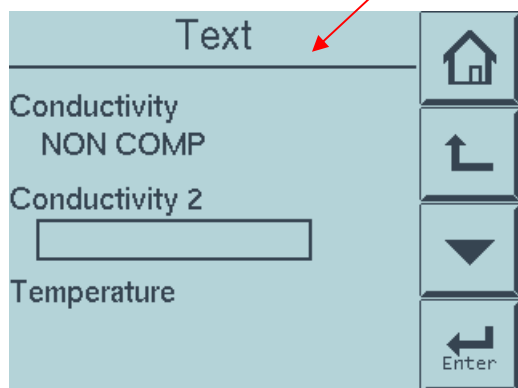 Text
Conductivity
NON COMP
Conductivity 2
Temperature
Enter